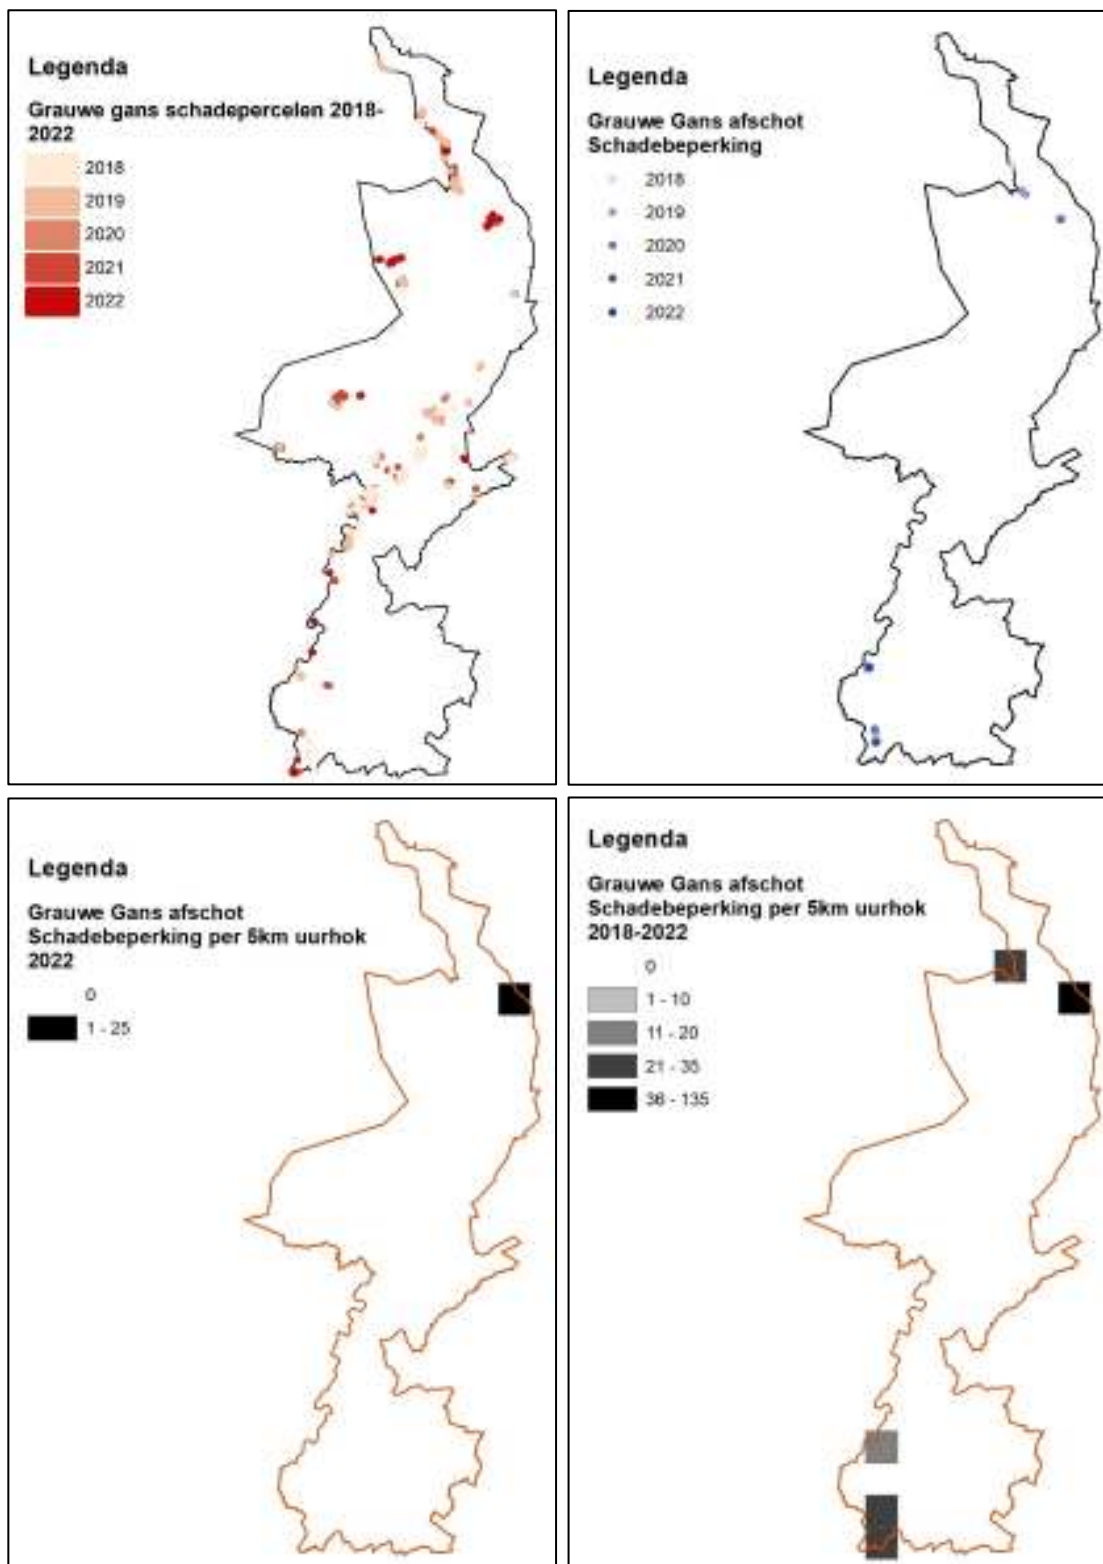 Legenda
Grauwe gans schadepercelen 2018-
2022
2018
2019
2020
2021
2022
Legenda
Grauwe Gans afschot
Schadebeperking
2018
2019
2020
2021
2022
Legenda
Grauwe Gans afschot
Schadebeperking per 5km uurhok
2022
0
1 - 25
Legenda
Grauwe Gans afschot
Schadebeperking per 5km uurhok
2018-2022
0
1 - 10
11 - 20
21 - 35
36 - 135